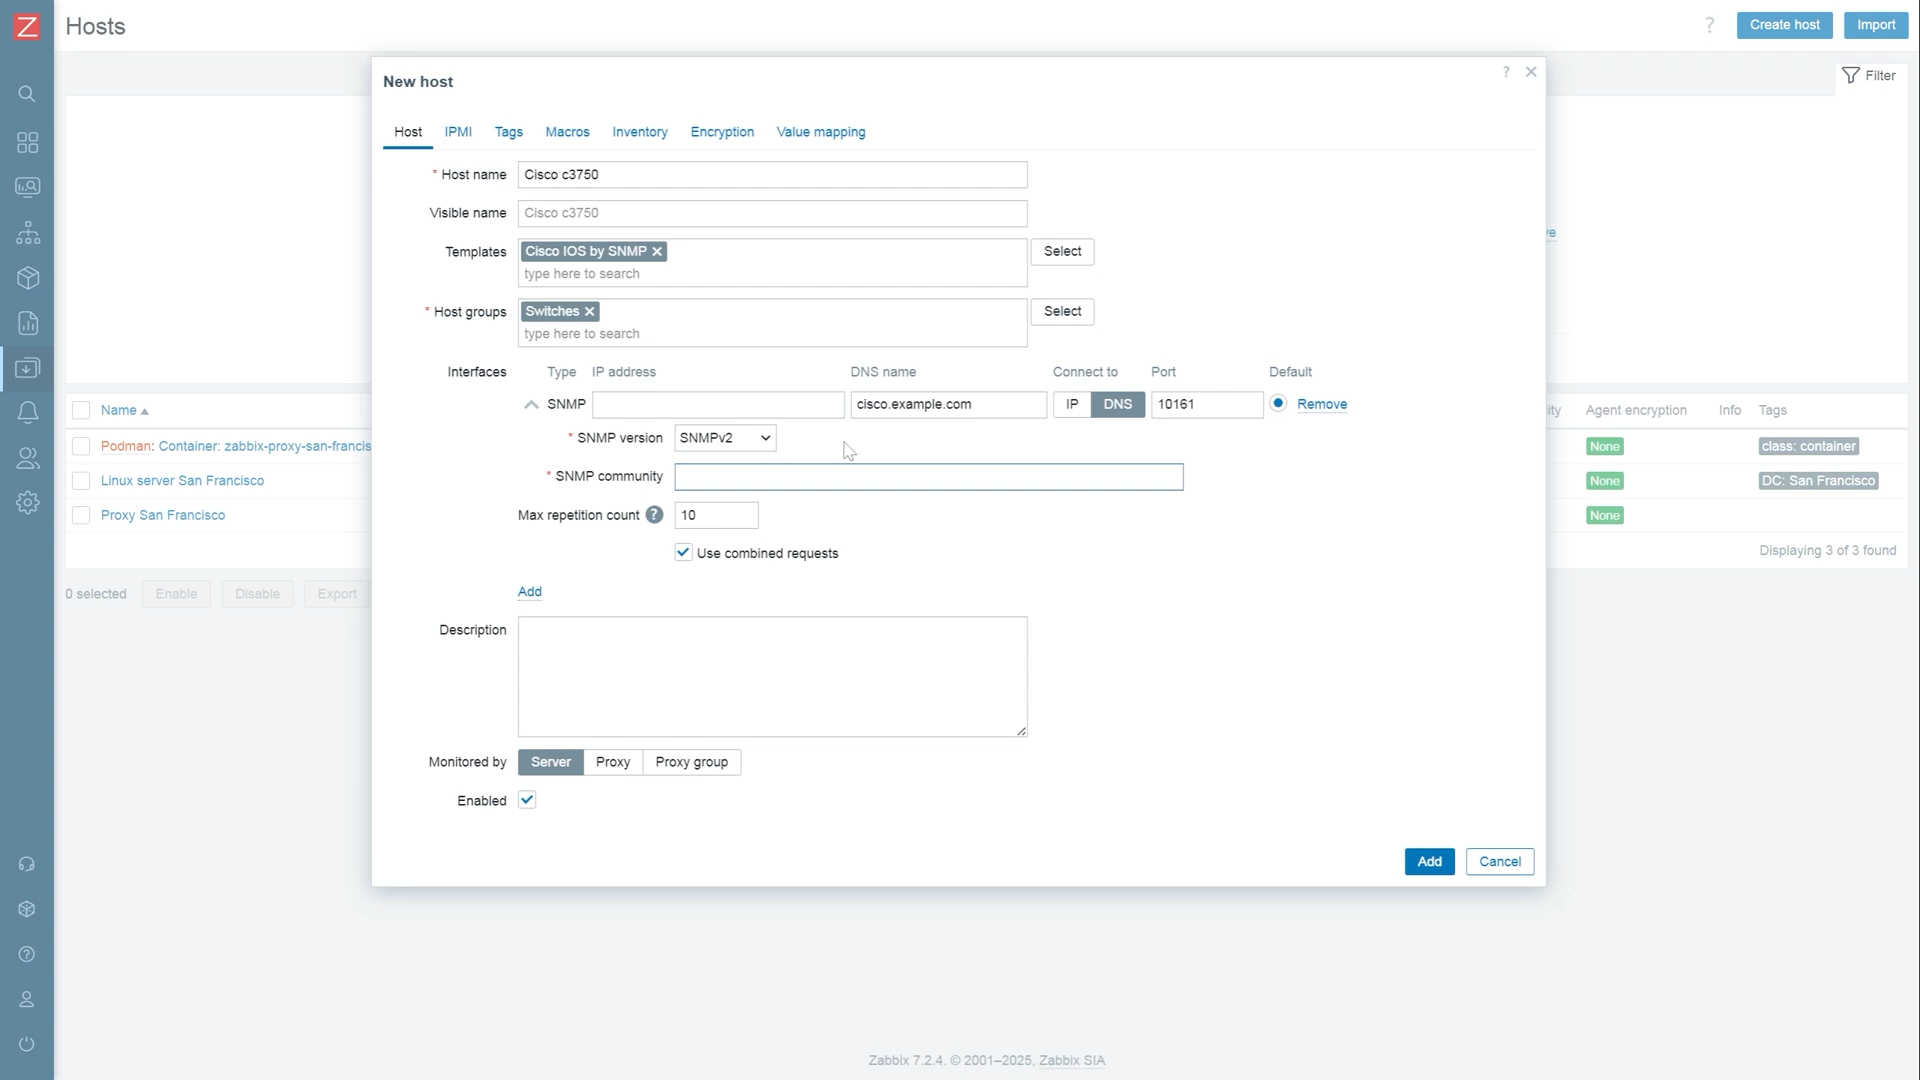 Z
Hosts
? Create host Import
Filter
New host
? ✕
Host IPMI Tags Macros Inventory Encryption Value mapping
* Host name Cisco c3750
Visible name Cisco c3750
Templates Cisco IOS by SNMP ✕ Select
type here to search
* Host groups Switches ✕ Select
type here to search
Interfaces Type IP address DNS name Connect to Port Default
SNMP cisco.example.com IP DNS 10161 Remove
* SNMP version SNMPv2
* SNMP community
Max repetition count ? 10
Use combined requests
Add
Description
Monitored by Server Proxy Proxy group
Enabled
Add Cancel
ve
Name ▲ ity Agent encryption Info Tags
Podman: Container: zabbix-proxy-san-francis None class: container
Linux server San Francisco None DC: San Francisco
Proxy San Francisco None
Displaying 3 of 3 found
0 selected Enable Disable Export
Zabbix 7.2.4. © 2001–2025, Zabbix SIA